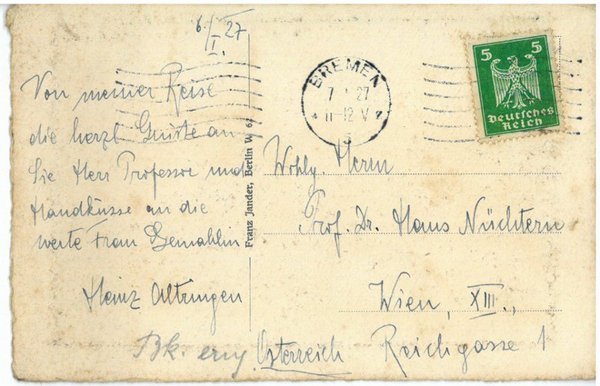 6./I. 27
Von meiner Reise
die herzl. Grüße an
Sie Herr Professor und
Handküsse an die
werte Frau Gemahlin
Heinz Altringen
Franz Jander, Berlin W 62
BREMEN
7 1 27
11-12 V
5 5
Deutsches
Reich
Wohlg. Herrn
Prof. Dr. Hans Nüchtern
Wien, XIII.,
Reichgasse 1
Österreich